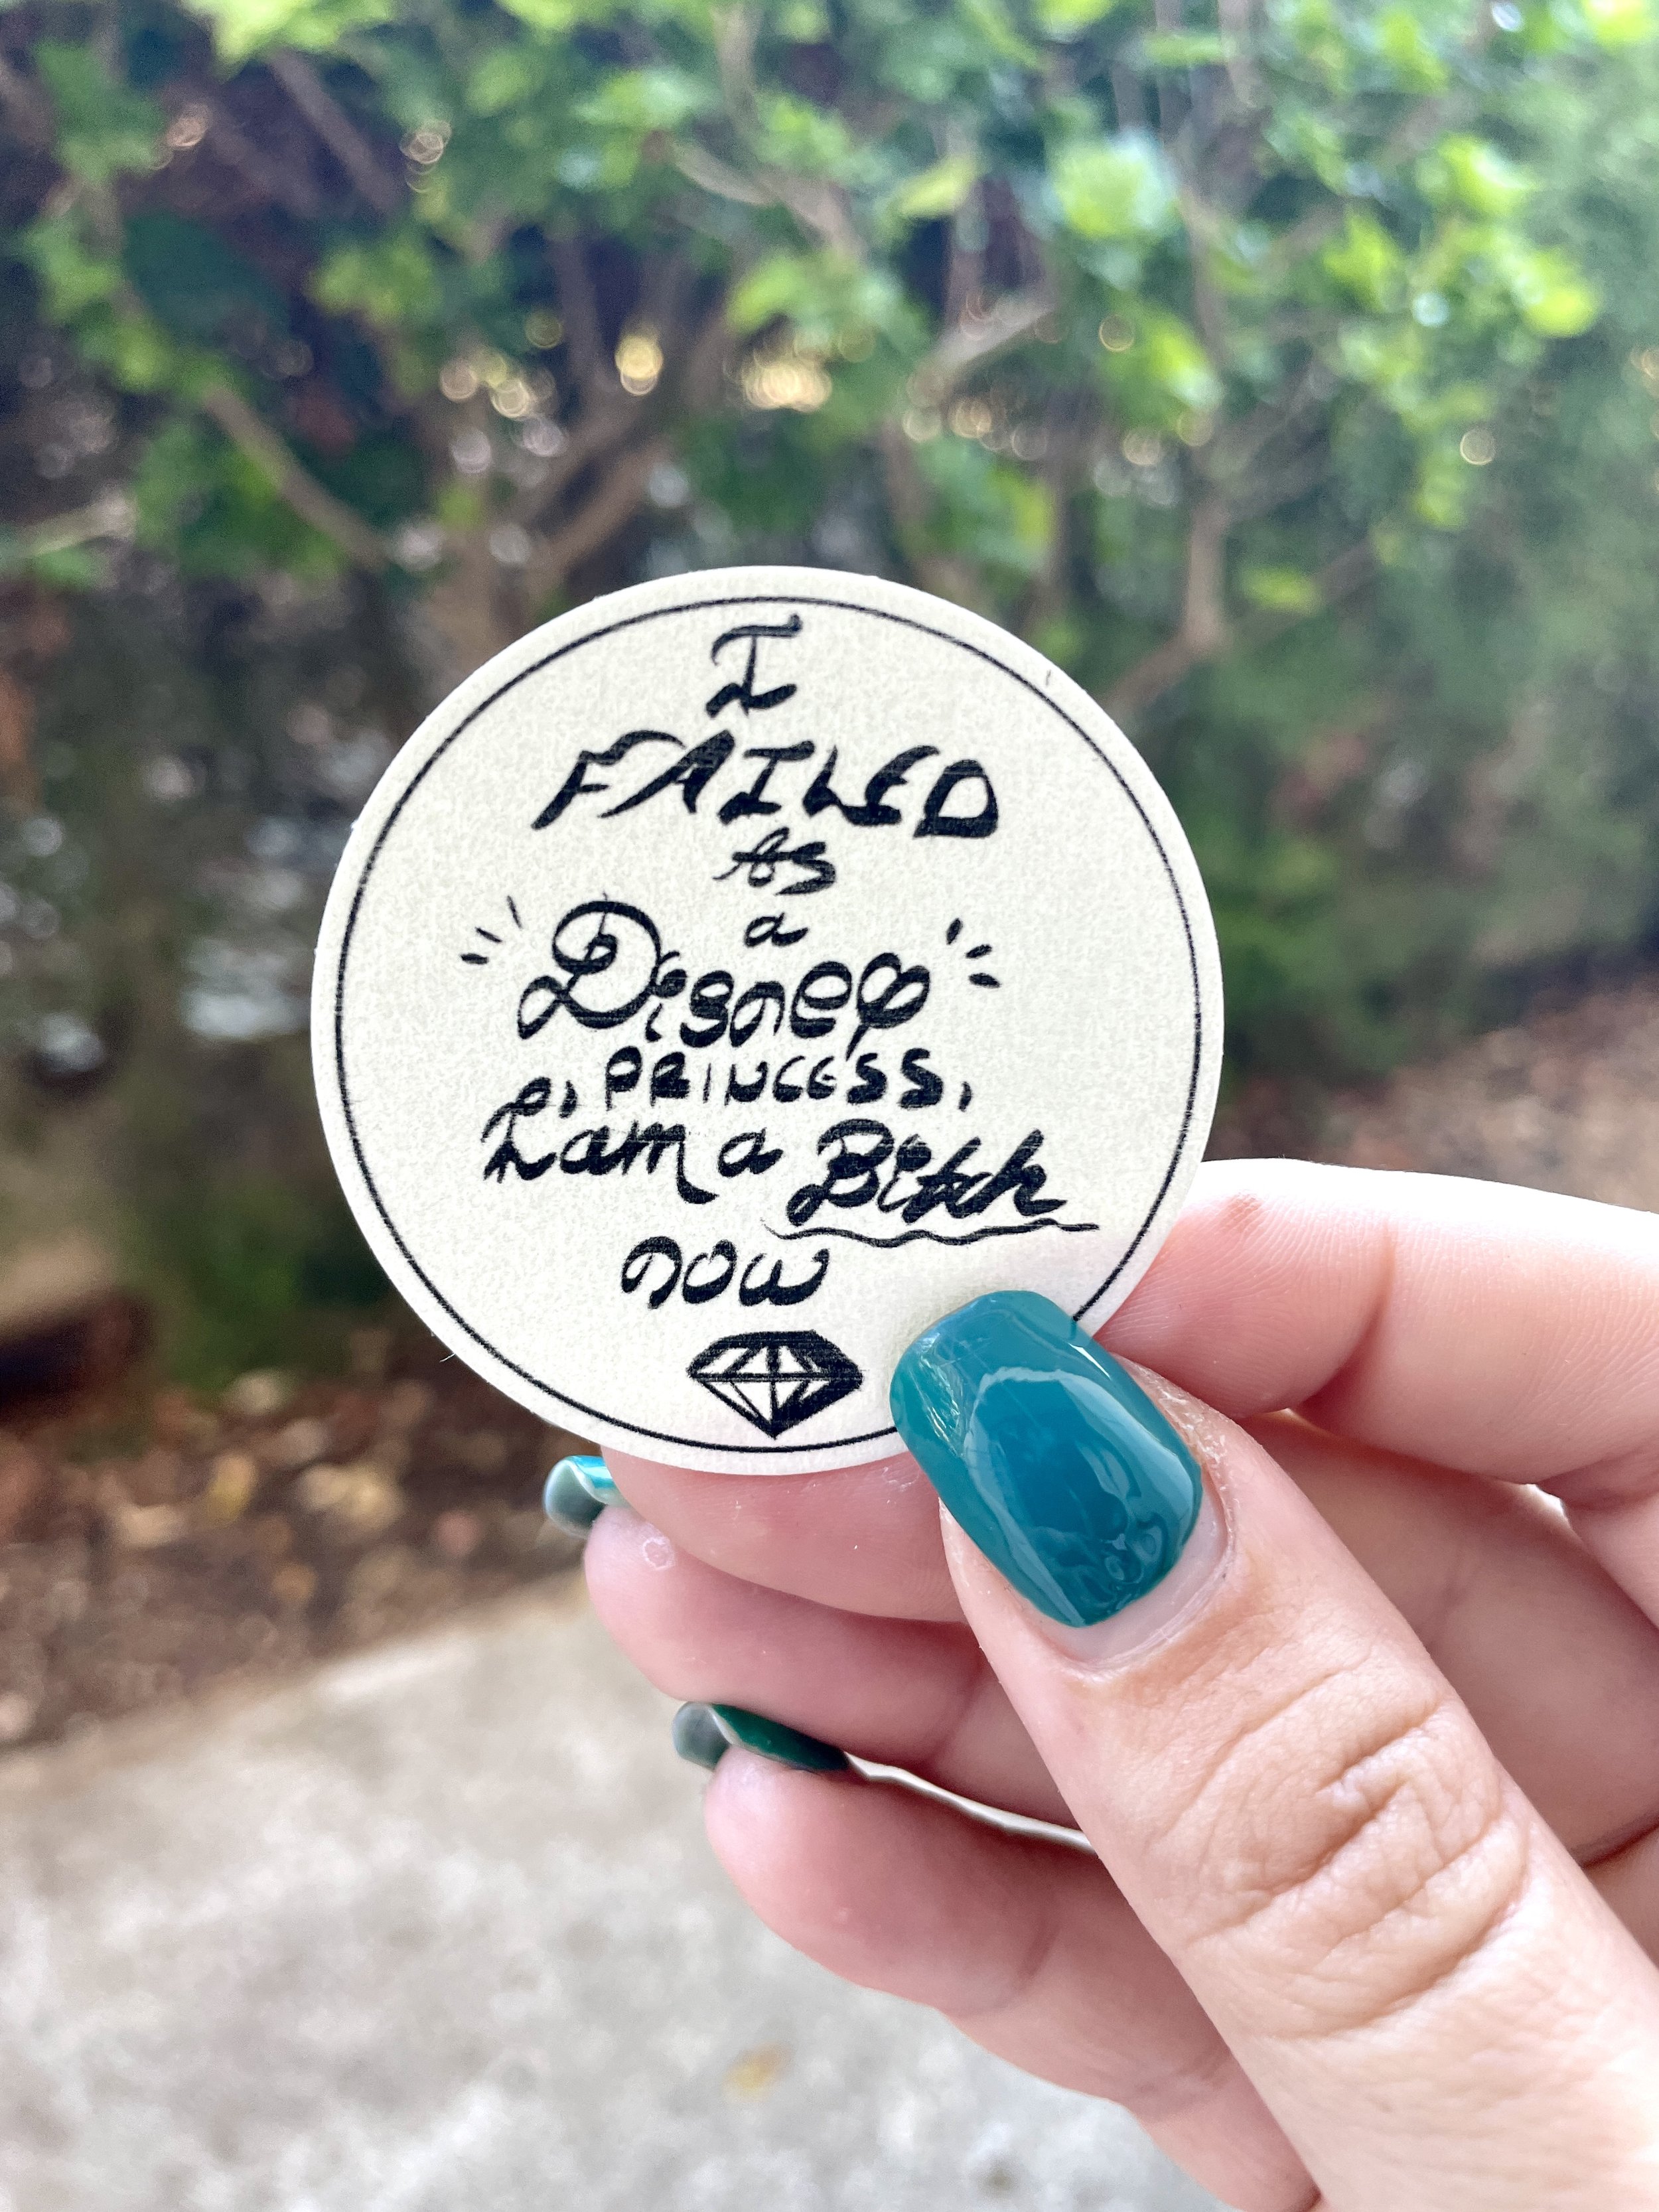 I
FAILED
as
a
Disney
PRINCESS,
I am a Bitch
now